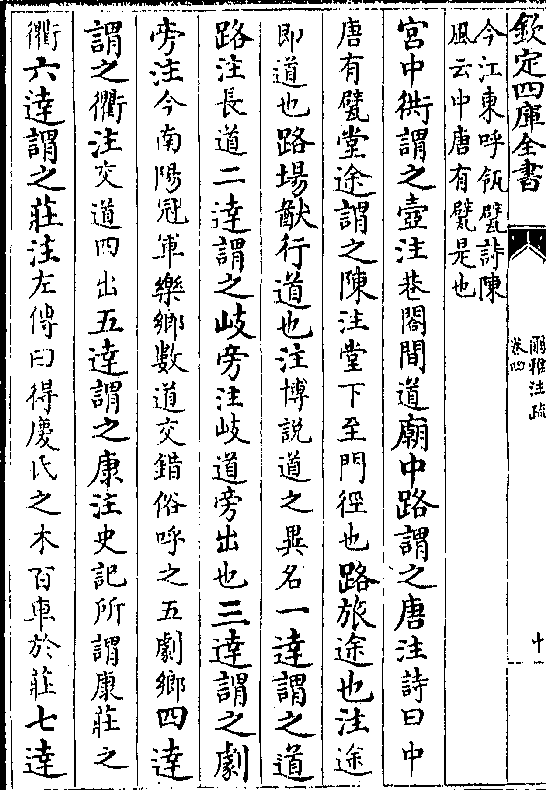 欽定四庫全書
爾雅注疏
卷四
十
今江東呼瓴甓詩陳
風云中唐有甓是也
宮中衖謂之壼注巷閤間道廟中路謂之唐注詩曰中
唐有甓堂途謂之陳注堂下至門徑也路旅途也注途
即道也路場猷行道也注博説道之異名一達謂之道
路注長道二達謂之歧旁注歧道旁出也三達謂之劇
旁注今南陽冠軍樂鄉數道交錯俗呼之五劇鄉四達
謂之衢注交道四出五達謂之康注史記所謂康莊之
衢六達謂之莊注左傳曰得慶氏之木百車於莊七達